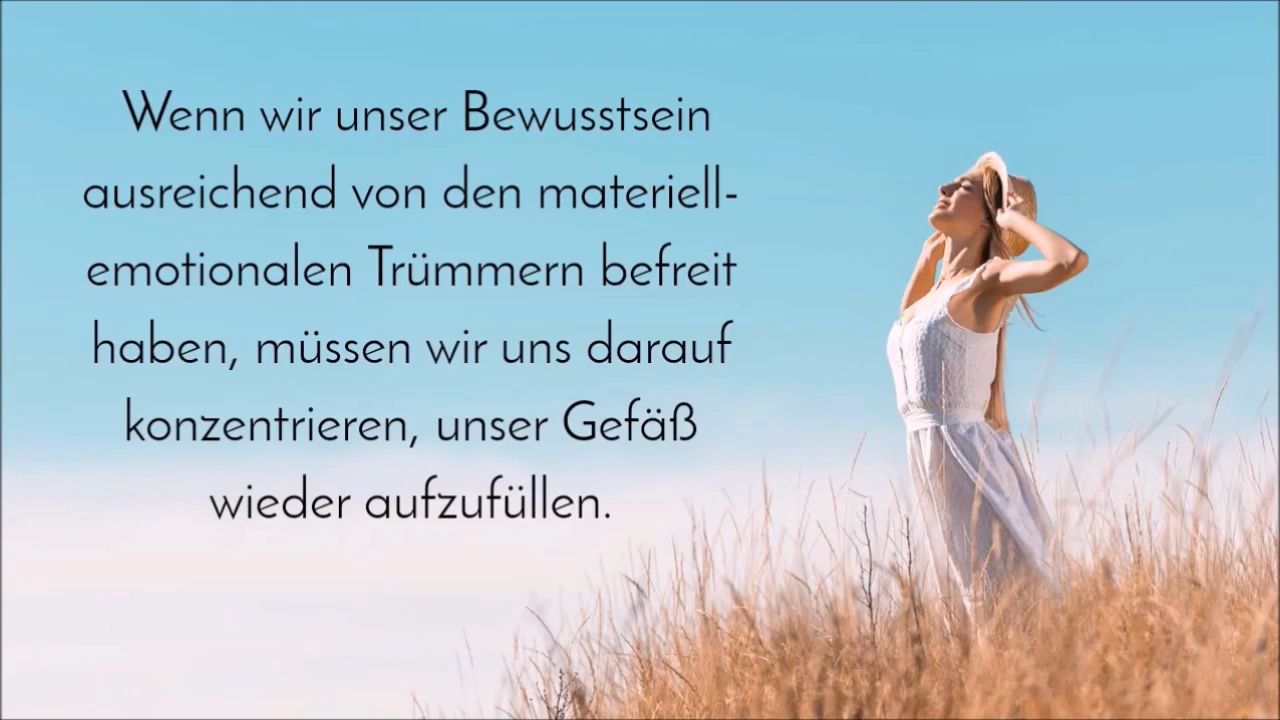 Wenn wir unser Bewusstsein
ausreichend von den materiell-
emotionalen Trümmern befreit
haben, müssen wir uns darauf
konzentrieren, unser Gefäß
wieder aufzufüllen.